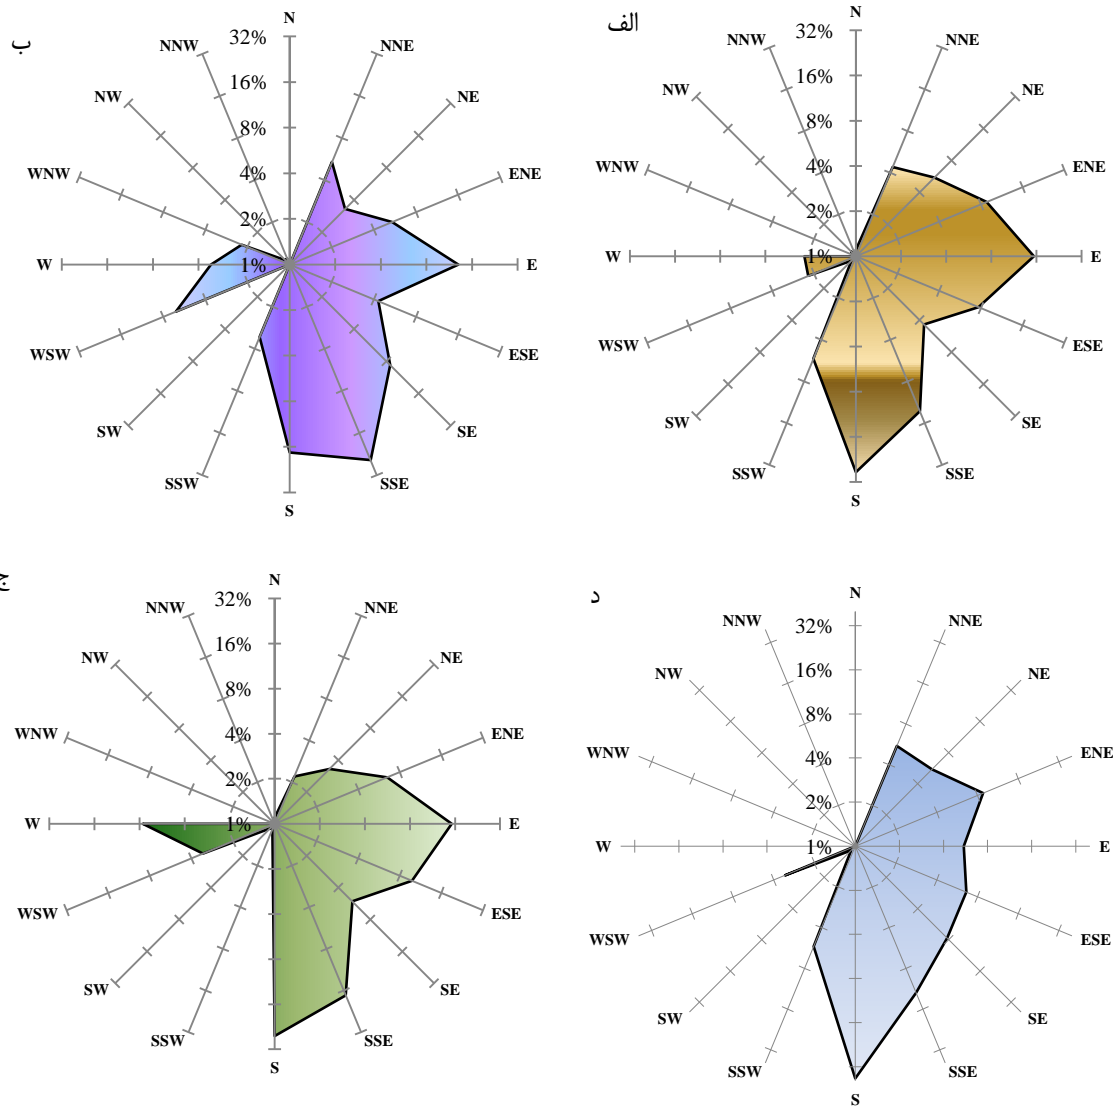 الف
N
NNE
NE
ENE
E
ESE
SE
SSE
S
SSW
SW
WSW
W
WNW
NW
NNW
32%
16%
8%
4%
2%
1%
ب
N
NNE
NE
ENE
E
ESE
SE
SSE
S
SSW
SW
WSW
W
WNW
NW
NNW
32%
16%
8%
4%
2%
1%
د
N
NNE
NE
ENE
E
ESE
SE
SSE
S
SSW
SW
WSW
W
WNW
NW
NNW
32%
16%
8%
4%
2%
1%
ج
N
NNE
NE
ENE
E
ESE
SE
SSE
S
SSW
SW
WSW
W
WNW
NW
NNW
32%
16%
8%
4%
2%
1%